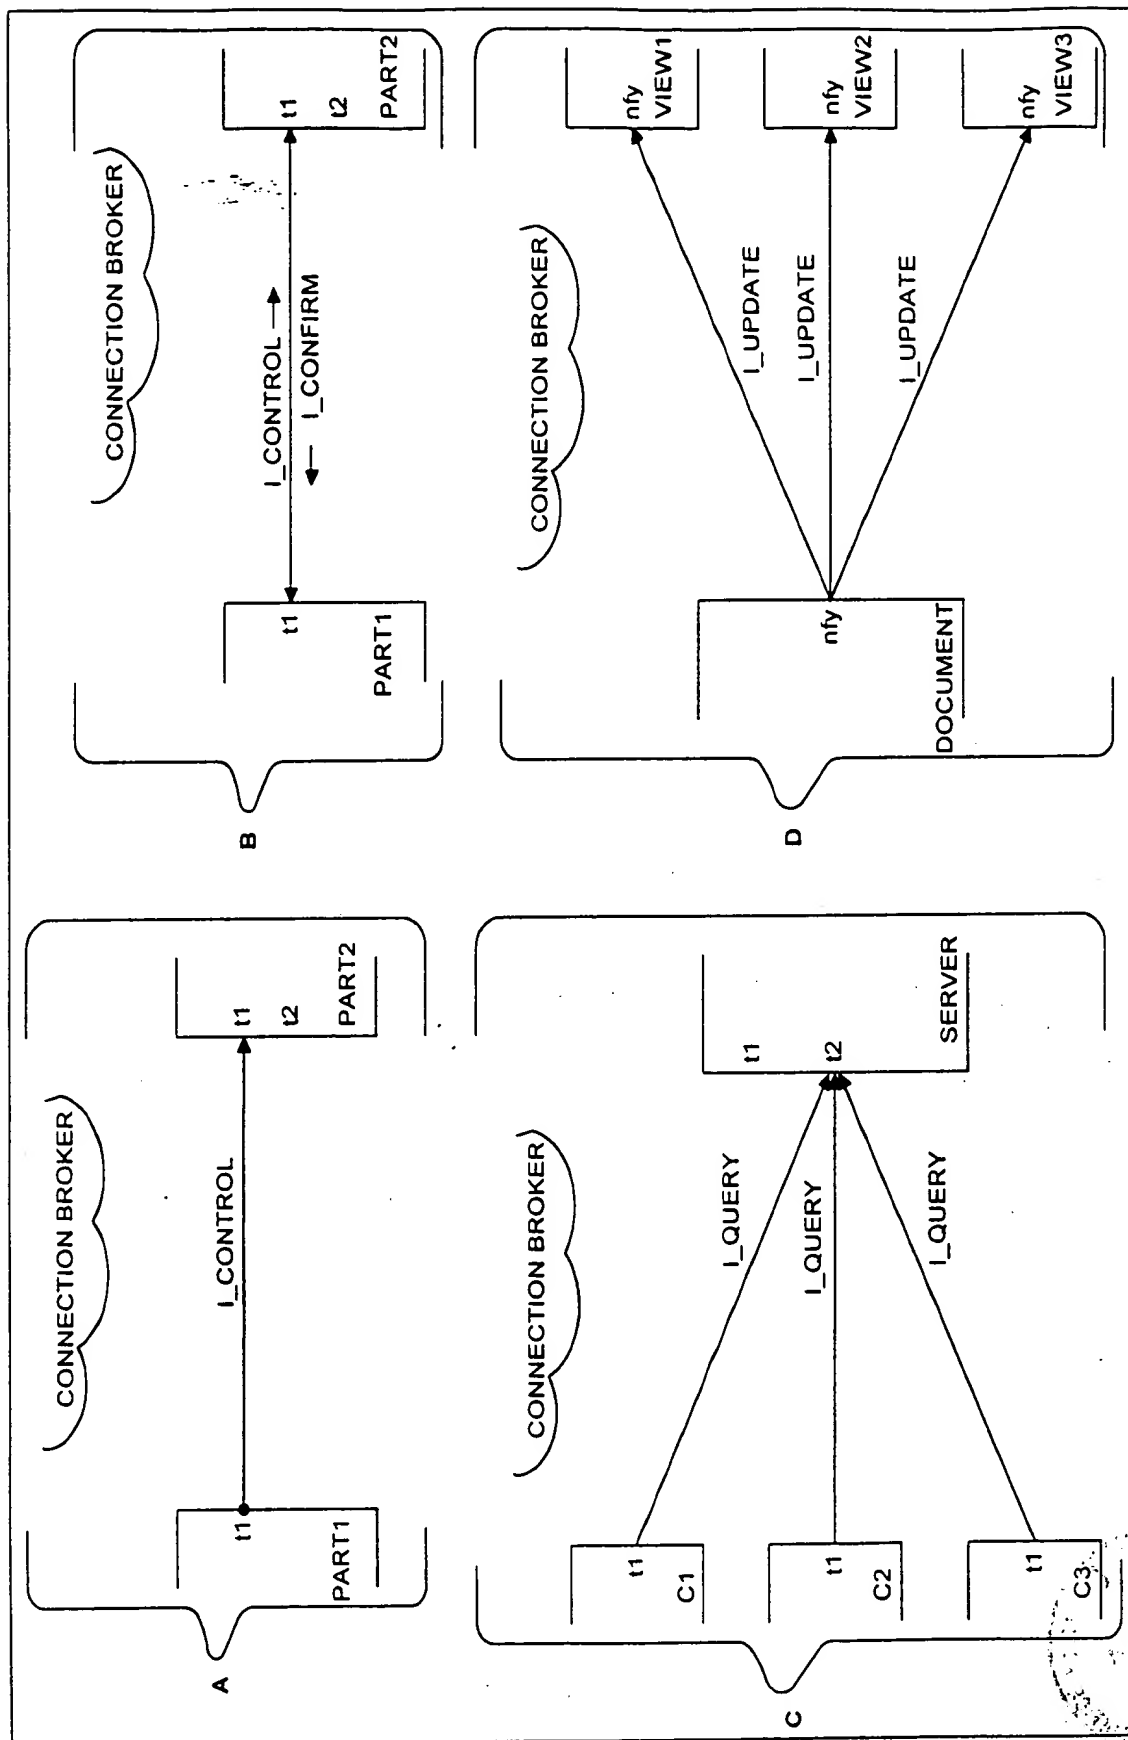 CONNECTION BROKER
I_CONTROL
t1
PART1
t1
t2
PART2
A
CONNECTION BROKER
I_CONTROL
I_CONFIRM
t1
PART1
t1
t2
PART2
B
CONNECTION BROKER
t1
C1
t1
C2
t1
C3
I_QUERY
I_QUERY
I_QUERY
t1
t2
SERVER
C
CONNECTION BROKER
nfy
DOCUMENT
I_UPDATE
I_UPDATE
I_UPDATE
nfy
VIEW1
nfy
VIEW2
nfy
VIEW3
D